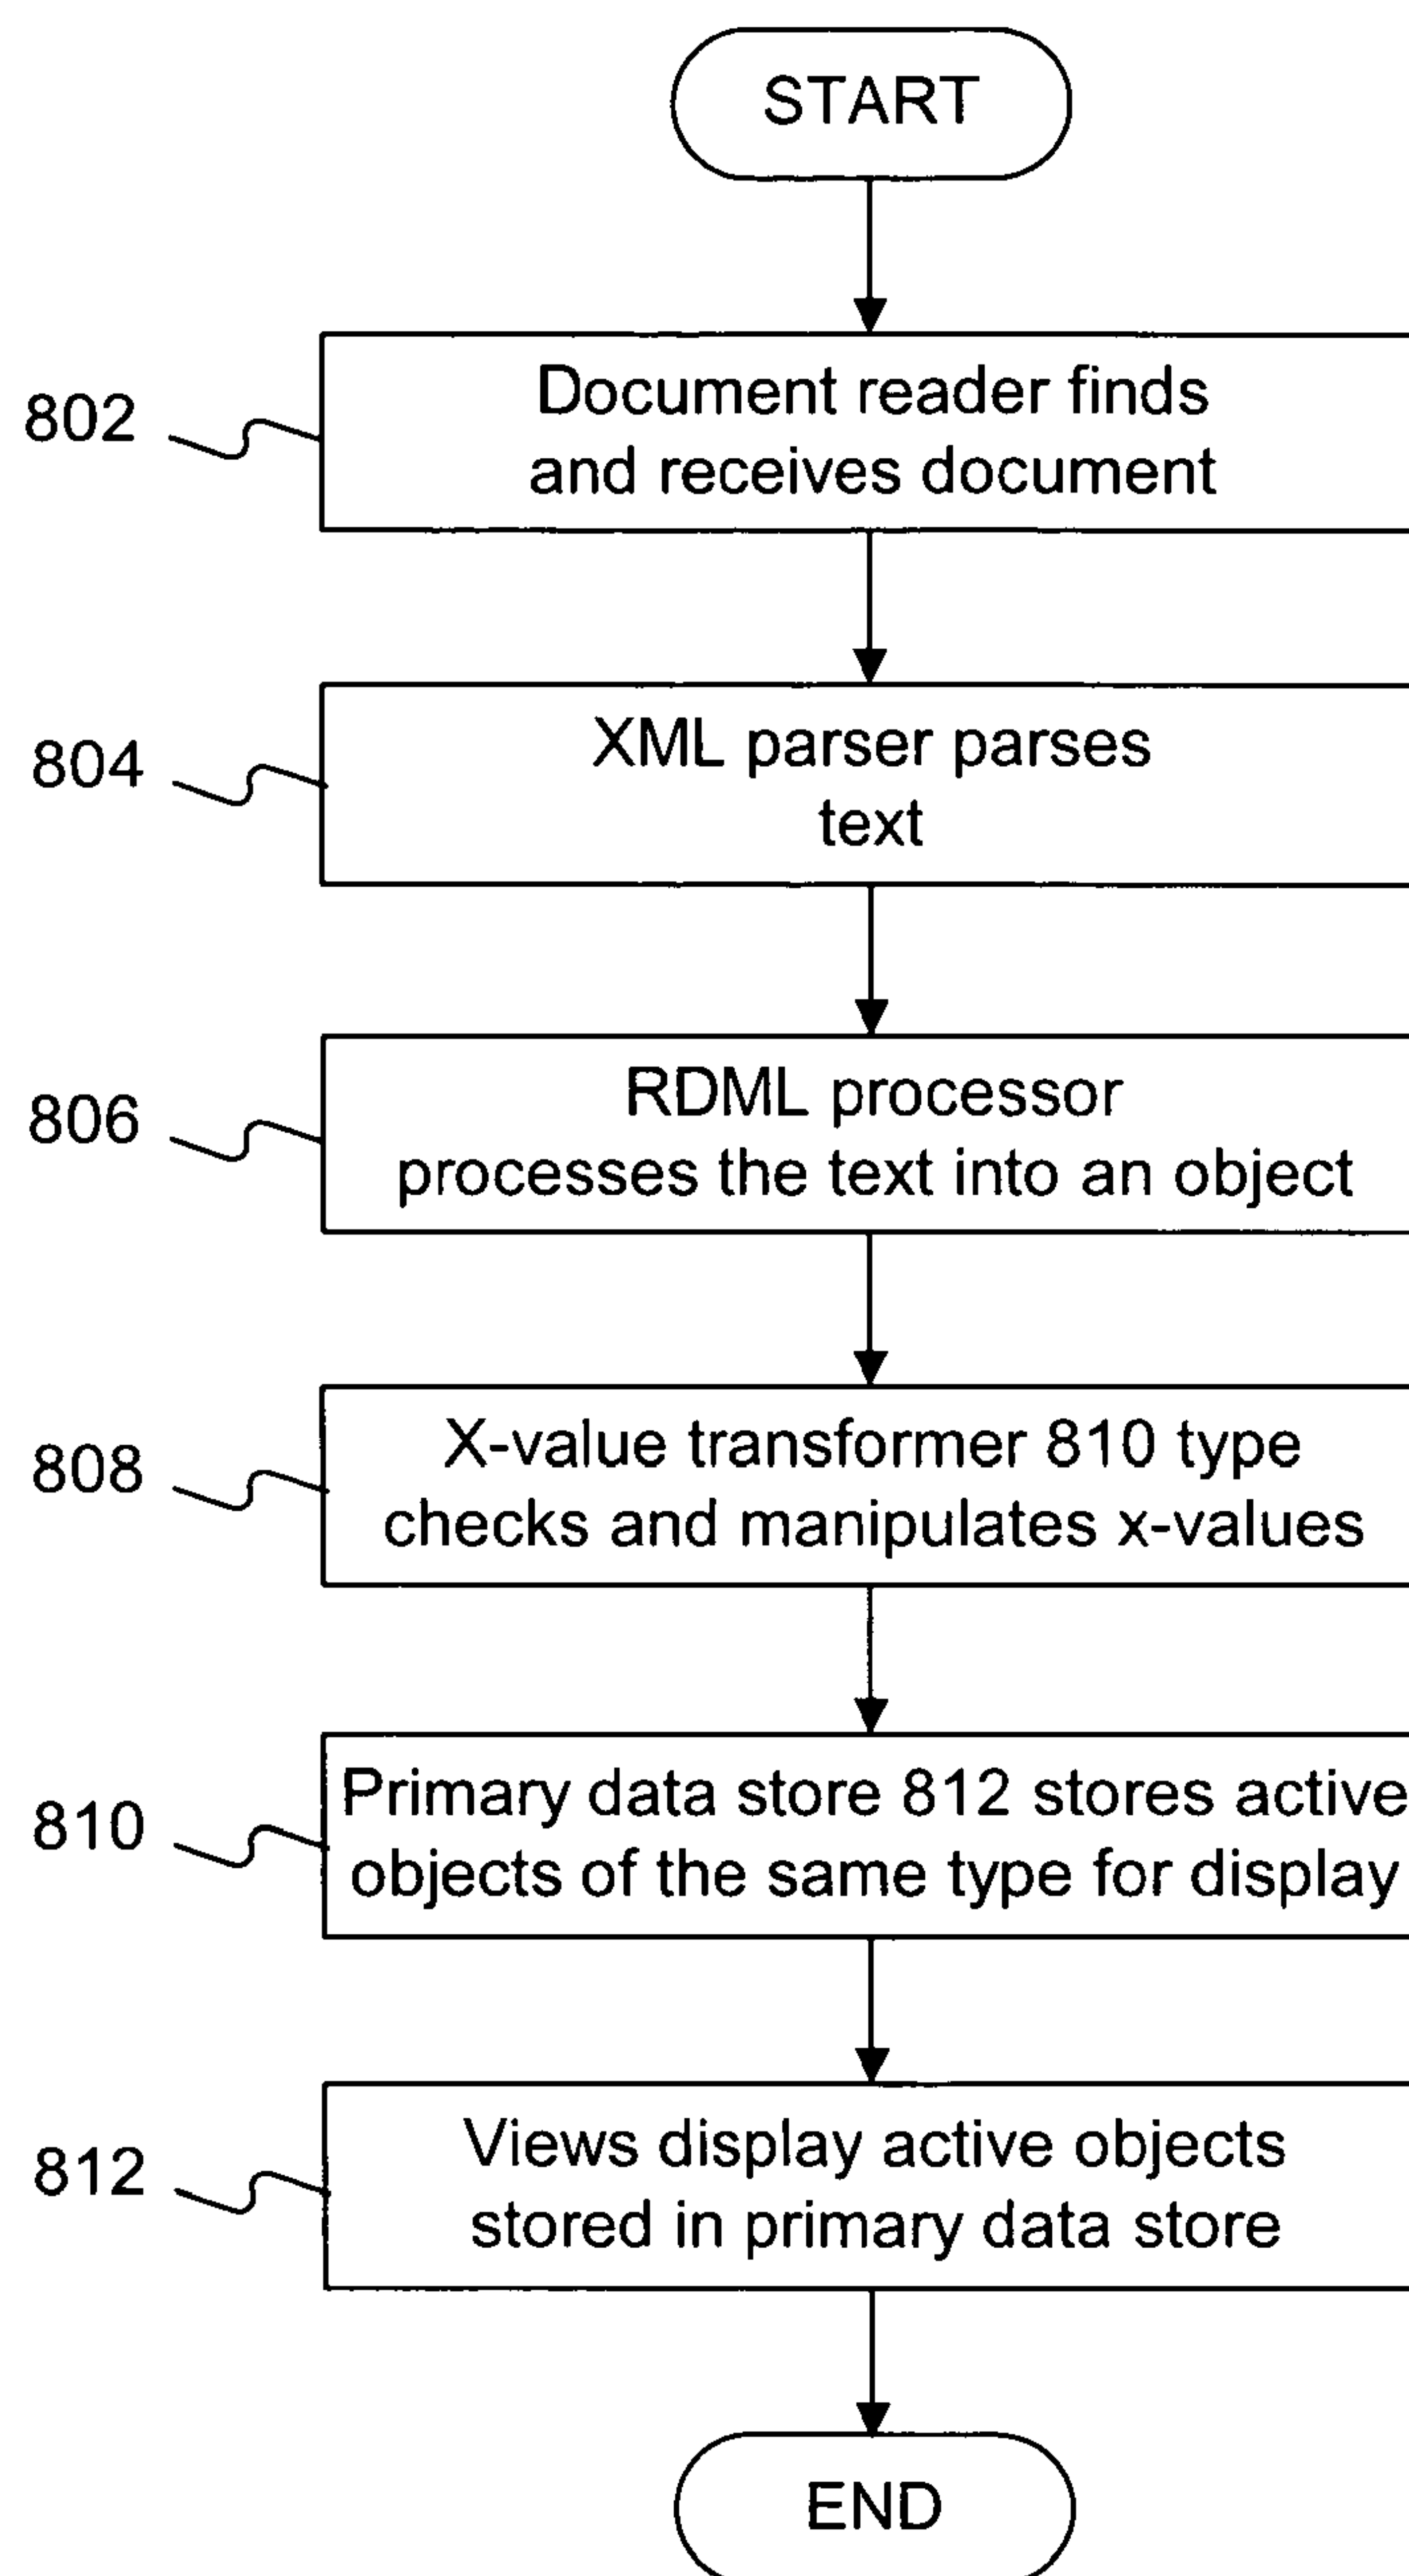 START
802
Document reader finds
and receives document
804
XML parser parses
text
806
RDML processor
processes the text into an object
808
X-value transformer 810 type
checks and manipulates x-values
810
Primary data store 812 stores active
objects of the same type for display
812
Views display active objects
stored in primary data store
END